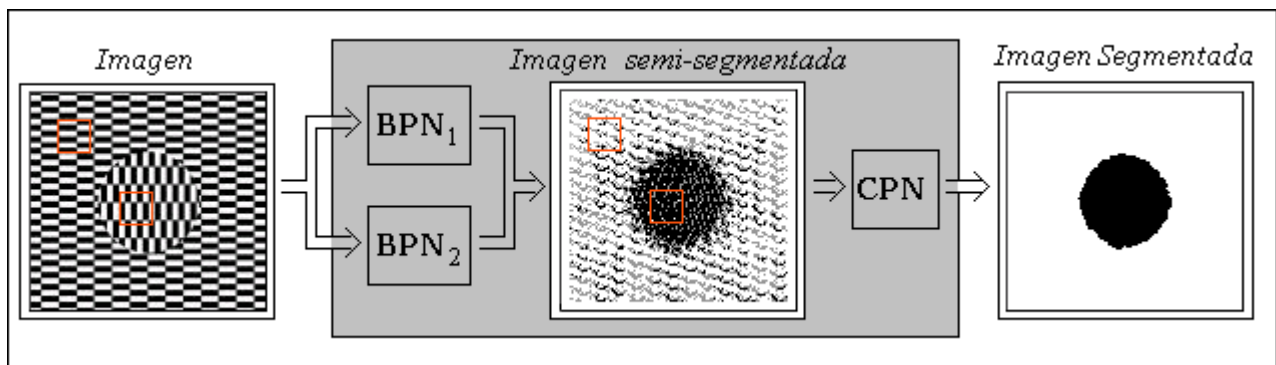 Imagen
BPN1
BPN2
Imagen semi-segmentada
CPN
Imagen Segmentada